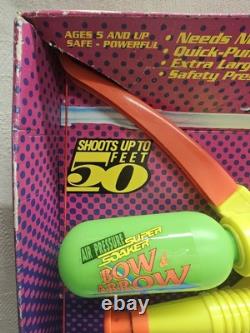 AGES 5 AND UP
SAFE • POWERFUL
• Needs N
• Quick-Pu
• Extra Larg
• Safety Pres
SHOOTS UP TO
50
FEET
AIR PRESSURE
SUPER
SOAKER
BOW &
ARROW